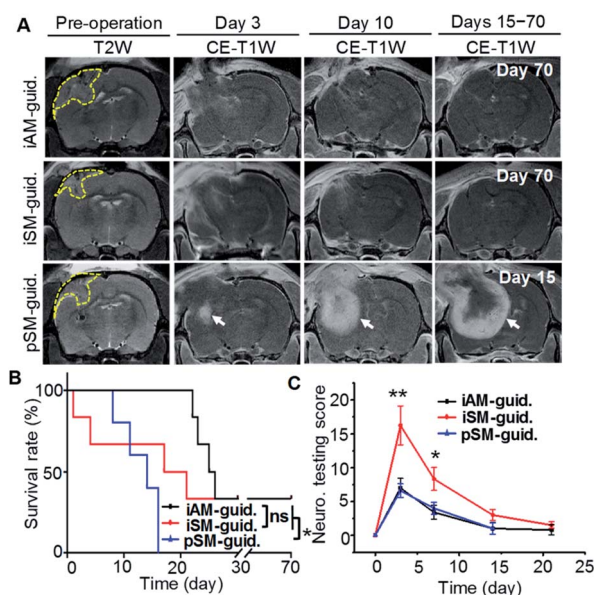 A
Pre-operation Day 3 Day 10 Days 15−70
T2W CE-T1W CE-T1W CE-T1W
iAM-guid.
Day 70
iSM-guid.
Day 70
pSM-guid.
Day 15
B
Survival rate (%)
100
50
0
0 10 20 30 70
Time (day)
iAM-guid.
iSM-guid.
pSM-guid.
ns
*
C
Neuro. testing score
20
15
10
5
0
0 5 10 15 20 25
Time (day)
**
*
iAM-guid.
iSM-guid.
pSM-guid.